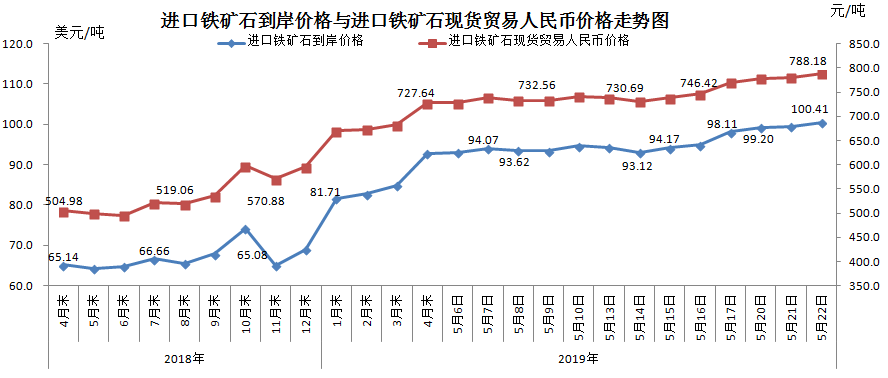 进口铁矿石到岸价格与进口铁矿石现货贸易人民币价格走势图
美元/吨
元/吨
进口铁矿石到岸价格
进口铁矿石现货贸易人民币价格
120.0
110.0
100.0
90.0
80.0
70.0
60.0
850.0
800.0
750.0
700.0
650.0
600.0
550.0
500.0
450.0
400.0
350.0
504.98
519.06
570.88
727.64
732.56
730.69
746.42
788.18
65.14
66.66
65.08
81.71
94.07
93.62
93.12
94.17
98.11
99.20
100.41
4月末
5月末
6月末
7月末
8月末
9月末
10月末
11月末
12月末
1月末
2月末
3月末
4月末
5月6日
5月7日
5月8日
5月9日
5月10日
5月13日
5月14日
5月15日
5月16日
5月17日
5月20日
5月21日
5月22日
2018年
2019年